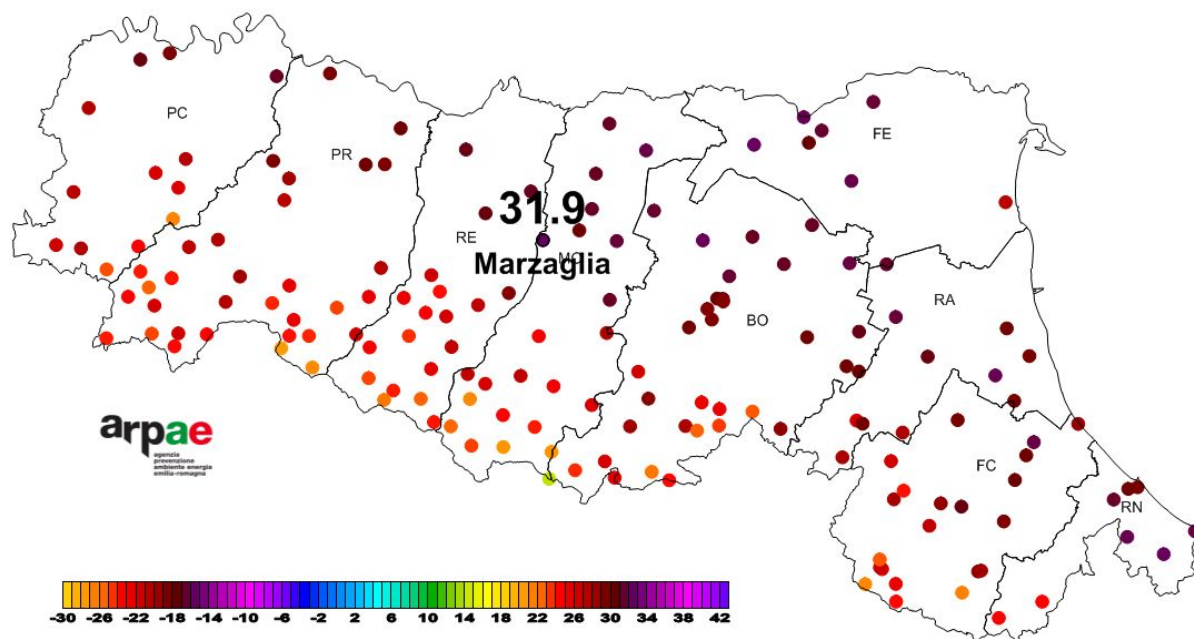 PC
FE
PR
31.9
RE
MO
Marzaglia
RA
BO
arpae
agenzia
prevenzione
ambiente energia
emilia-romagna
FC
RN
-30 -26 -22 -18 -14 -10 -6 -2 2 6 10 14 18 22 26 30 34 38 42